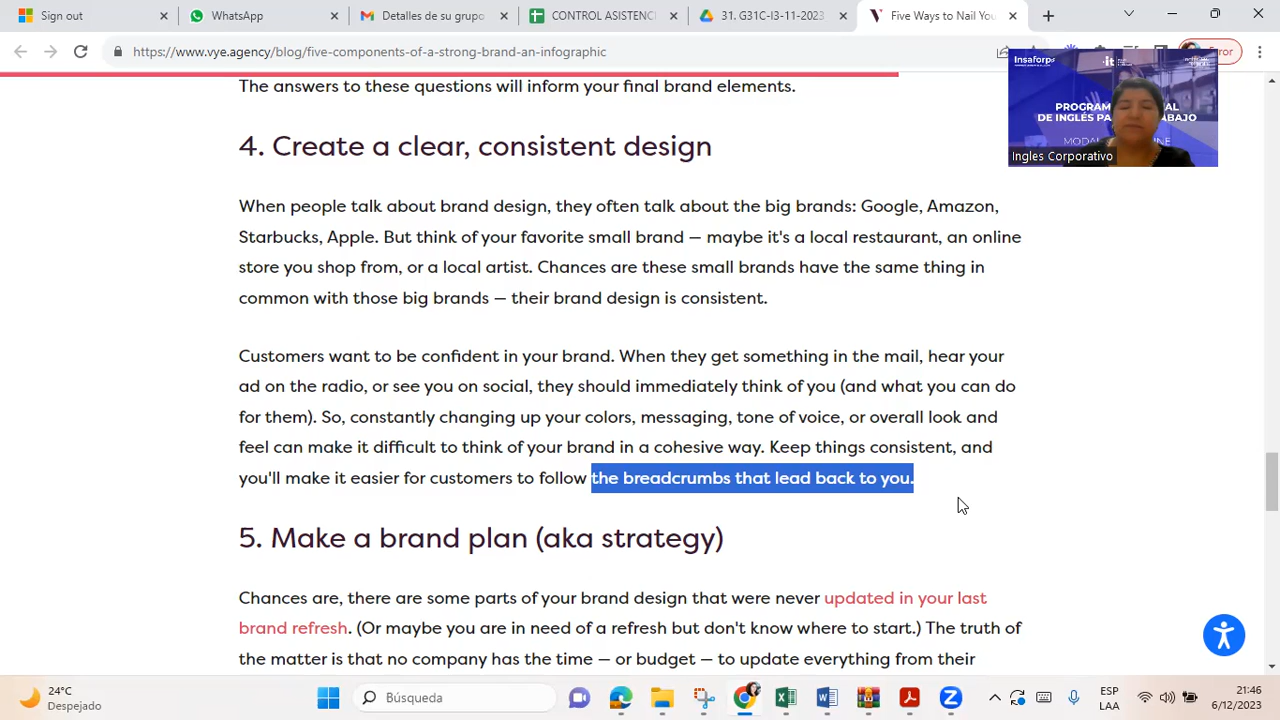 Sign out
WhatsApp
Detalles de su grupo
CONTROL ASISTENC
31. G31C-I3-11-2023
Five Ways to Nail You
https://www.vye.agency/blog/five-components-of-a-strong-brand-an-infographic
Error
Insaforp
PROGRAM AL
DE INGLÉS PA ABAJO
Ingles Corporativo
The answers to these questions will inform your final brand elements.
4. Create a clear, consistent design
When people talk about brand design, they often talk about the big brands: Google, Amazon,
Starbucks, Apple. But think of your favorite small brand — maybe it's a local restaurant, an online
store you shop from, or a local artist. Chances are these small brands have the same thing in
common with those big brands — their brand design is consistent.
Customers want to be confident in your brand. When they get something in the mail, hear your
ad on the radio, or see you on social, they should immediately think of you (and what you can do
for them). So, constantly changing up your colors, messaging, tone of voice, or overall look and
feel can make it difficult to think of your brand in a cohesive way. Keep things consistent, and
you'll make it easier for customers to follow the breadcrumbs that lead back to you.
5. Make a brand plan (aka strategy)
Chances are, there are some parts of your brand design that were never updated in your last
brand refresh. (Or maybe you are in need of a refresh but don't know where to start.) The truth of
the matter is that no company has the time — or budget — to update everything from their
24°C
Despejado
Búsqueda
ESP
LAA
21:46
6/12/2023